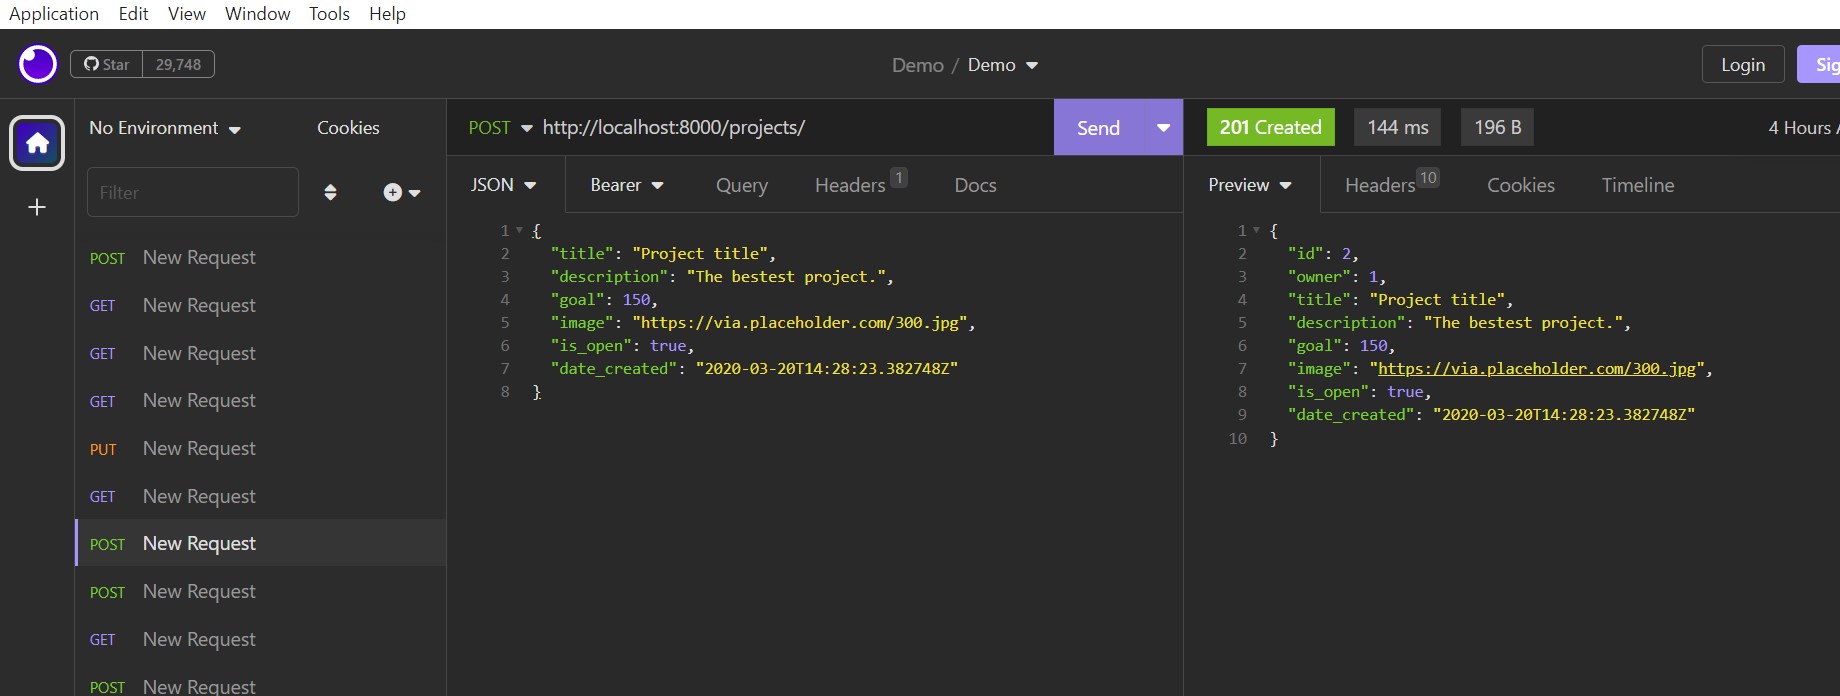 Application Edit View Window Tools Help
Star 29,748 Demo / Demo Login Sig
No Environment Cookies
Filter
POST New Request
GET New Request
GET New Request
GET New Request
PUT New Request
GET New Request
POST New Request
POST New Request
GET New Request
POST New Request
POST http://localhost:8000/projects/ Send
JSON Bearer Query Headers 1 Docs
1 {
2 "title": "Project title",
3 "description": "The bestest project.",
4 "goal": 150,
5 "image": "https://via.placeholder.com/300.jpg",
6 "is_open": true,
7 "date_created": "2020-03-20T14:28:23.382748Z"
8 }
201 Created 144 ms 196 B 4 Hours A
Preview Headers 10 Cookies Timeline
1 {
2 "id": 2,
3 "owner": 1,
4 "title": "Project title",
5 "description": "The bestest project.",
6 "goal": 150,
7 "image": "https://via.placeholder.com/300.jpg",
8 "is_open": true,
9 "date_created": "2020-03-20T14:28:23.382748Z"
10 }